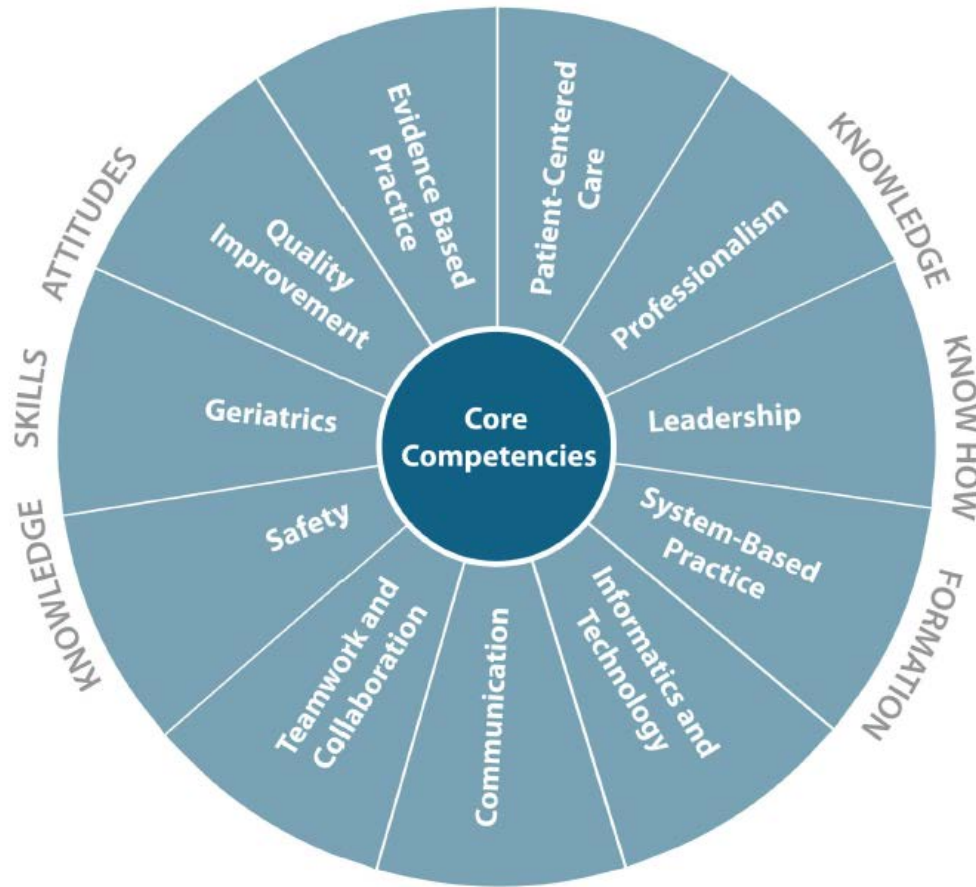 Core
Competencies
Patient-Centered
Care
Professionalism
Leadership
System-Based
Practice
Informatics and
Technology
Communication
Teamwork and
Collaboration
Safety
Geriatrics
Quality
Improvement
Evidence Based
Practice
KNOWLEDGE
KNOW HOW
FORMATION
KNOWLEDGE
SKILLS
ATTITUDES